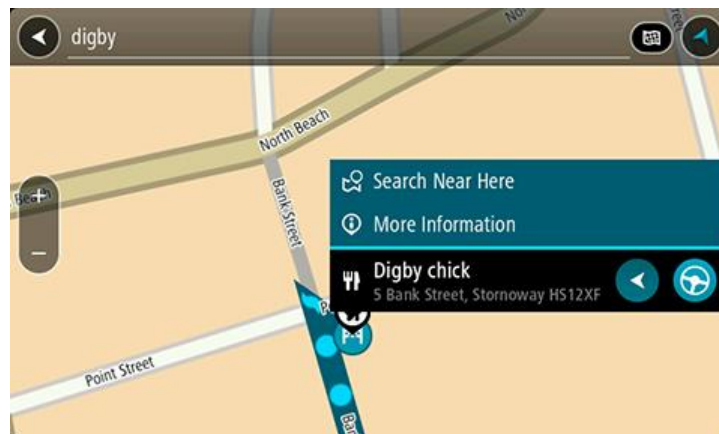 digby
North Beach
Bank Street
Search Near Here
More Information
Digby chick
5 Bank Street, Stornoway HS12XF
Point Street